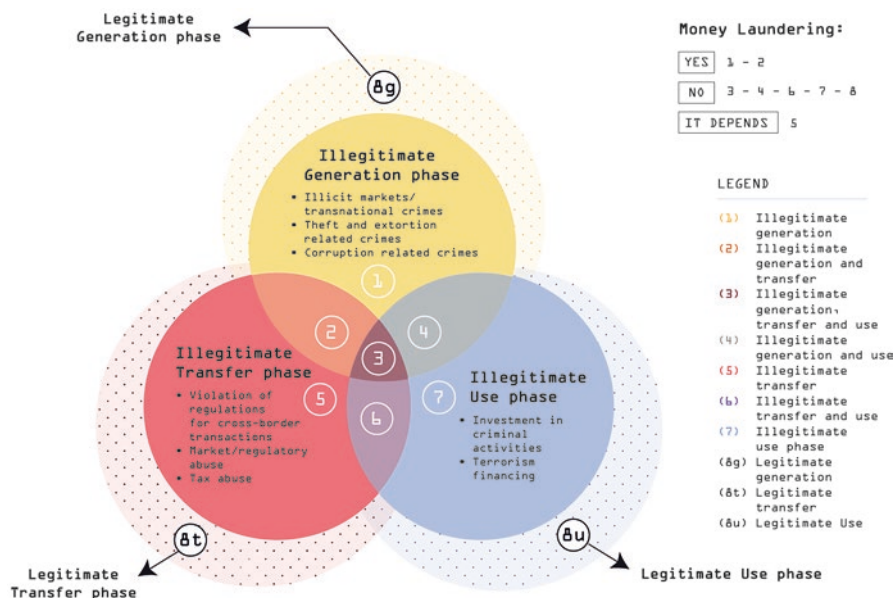 Legitimate
Generation phase
8g
Money Laundering:
YES 1 - 2
NO 3 - 4 - 6 - 7 - 8
IT DEPENDS 5
Illegitimate
Generation phase
• Illicit markets/
transnational crimes
• Theft and extortion
related crimes
• Corruption related crimes
1
2
4
3
Illegitimate
Transfer phase
• Violation of
regulations
for cross-border
transactions
• Market/regulatory
abuse
• Tax abuse
5
6
7
Illegitimate
Use phase
• Investment in
criminal
activities
• Terrorism
financing
8t
Legitimate
Transfer phase
8u
Legitimate Use phase
LEGEND
(1) Illegitimate
generation
(2) Illegitimate
generation and
transfer
(3) Illegitimate
generation,
transfer and use
(4) Illegitimate
generation and use
(5) Illegitimate
transfer
(6) Illegitimate
transfer and use
(7) Illegitimate
use phase
(8g) Legitimate
generation
(8t) Legitimate
transfer
(8u) Legitimate Use